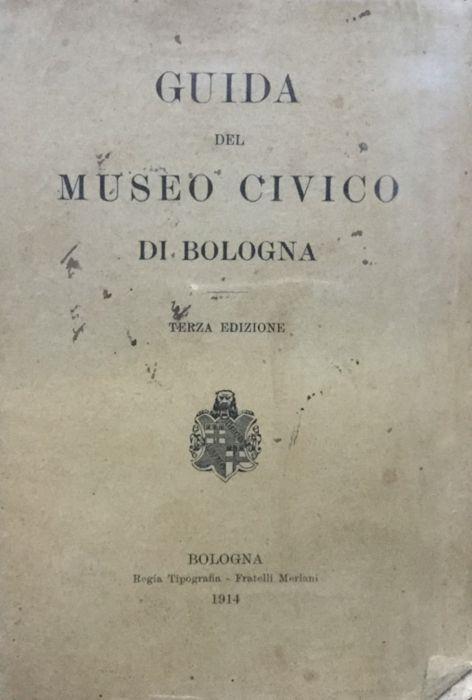 GUIDA
DEL
MUSEO CIVICO
DI BOLOGNA
TERZA EDIZIONE
BOLOGNA
Regia Tipografia - Fratelli Merlani
1914